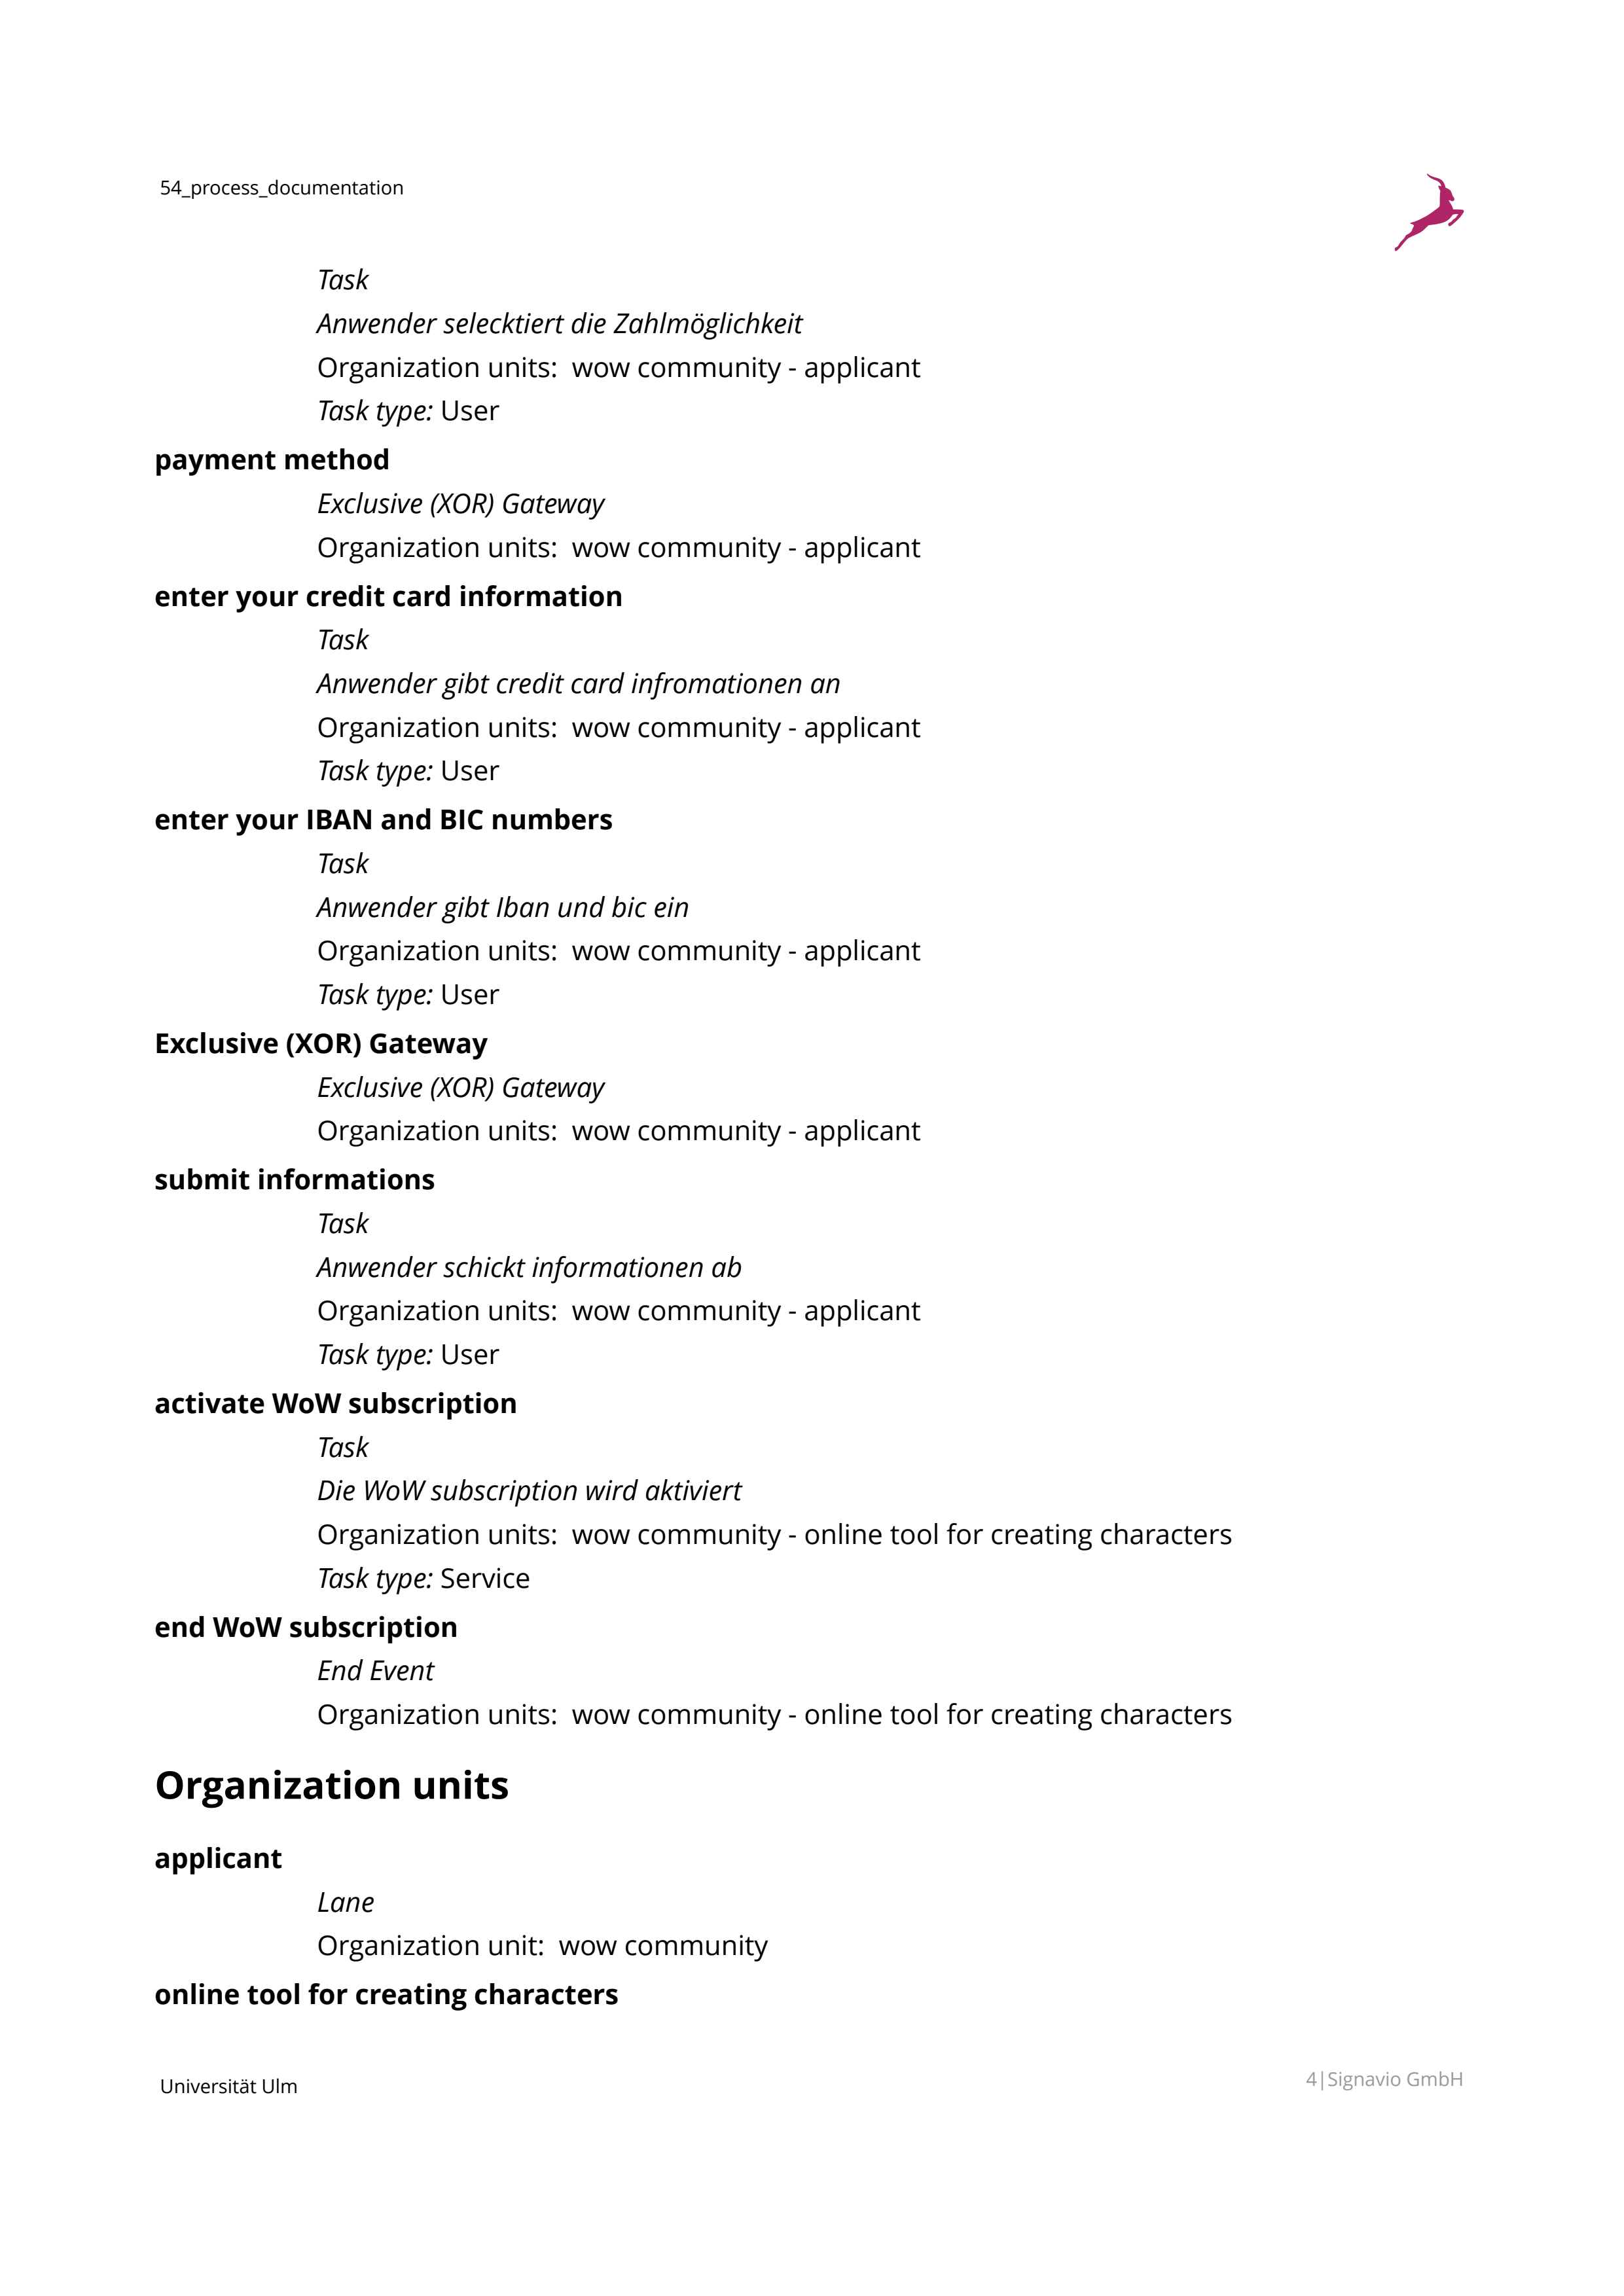 54_process_documentation
Task
Anwender selecktiert die Zahlmöglichkeit
Organization units:  wow community - applicant
Task type: User
payment method
Exclusive (XOR) Gateway
Organization units:  wow community - applicant
enter your credit card information
Task
Anwender gibt credit card infromationen an
Organization units:  wow community - applicant
Task type: User
enter your IBAN and BIC numbers
Task
Anwender gibt Iban und bic ein
Organization units:  wow community - applicant
Task type: User
Exclusive (XOR) Gateway
Exclusive (XOR) Gateway
Organization units:  wow community - applicant
submit informations
Task
Anwender schickt informationen ab
Organization units:  wow community - applicant
Task type: User
activate WoW subscription
Task
Die WoW subscription wird aktiviert
Organization units:  wow community - online tool for creating characters
Task type: Service
end WoW subscription
End Event
Organization units:  wow community - online tool for creating characters
Organization units
applicant
Lane
Organization unit:  wow community
online tool for creating characters
Universität Ulm
4|Signavio GmbH